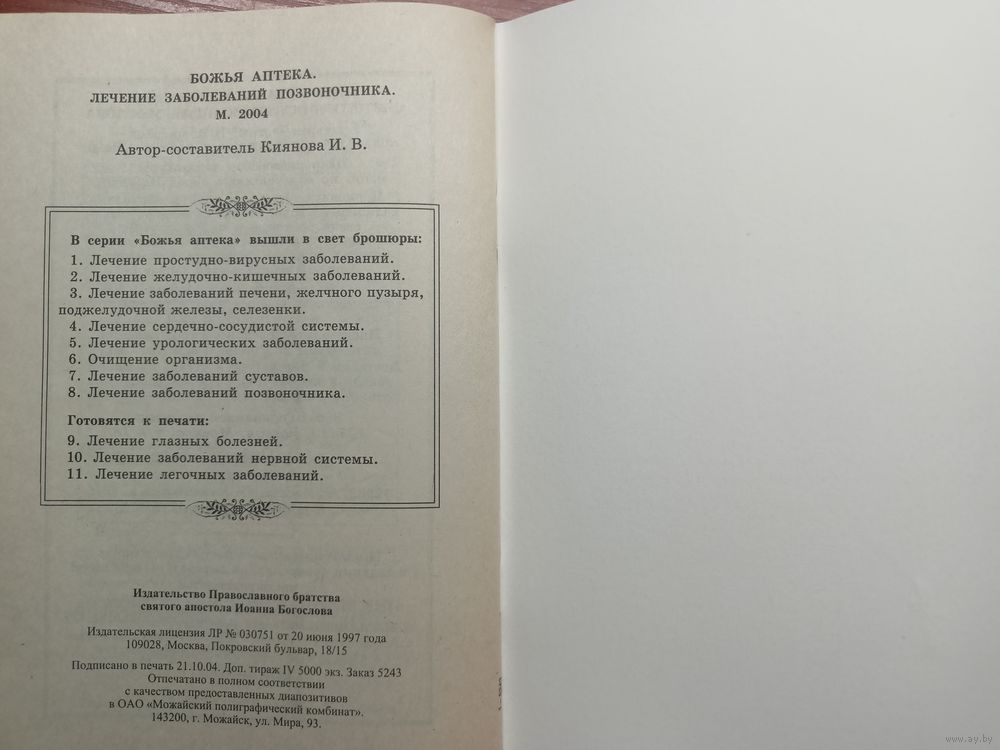 БОЖЬЯ АПТЕКА.
ЛЕЧЕНИЕ ЗАБОЛЕВАНИЙ ПОЗВОНОЧНИКА.
М. 2004
Автор-составитель Киянова И. В.
В серии «Божья аптека» вышли в свет брошюры:
1. Лечение простудно-вирусных заболеваний.
2. Лечение желудочно-кишечных заболеваний.
3. Лечение заболеваний печени, желчного пузыря,
поджелудочной железы, селезенки.
4. Лечение сердечно-сосудистой системы.
5. Лечение урологических заболеваний.
6. Очищение организма.
7. Лечение заболеваний суставов.
8. Лечение заболеваний позвоночника.
Готовятся к печати:
9. Лечение глазных болезней.
10. Лечение заболеваний нервной системы.
11. Лечение легочных заболеваний.
Издательство Православного братства
святого апостола Иоанна Богослова
Издательская лицензия ЛР № 030751 от 20 июня 1997 года
109028, Москва, Покровский бульвар, 18/15
Подписано в печать 21.10.04. Доп. тираж IV 5000 экз. Заказ 5243
Отпечатано в полном соответствии
с качеством предоставленных диапозитивов
в ОАО «Можайский полиграфический комбинат».
143200, г. Можайск, ул. Мира, 93.
www.ay.by